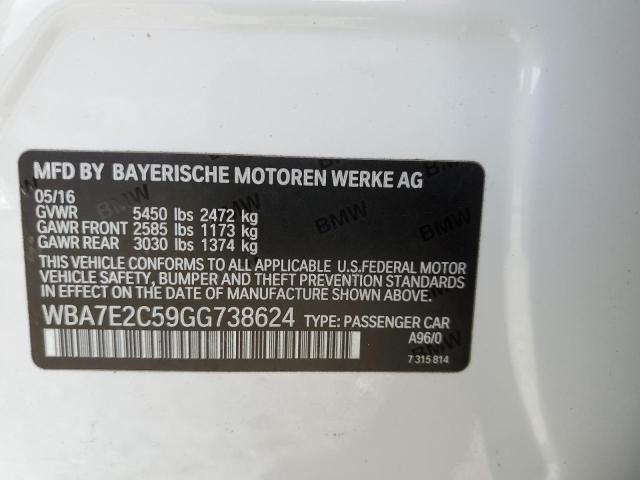 MFD BY BAYERISCHE MOTOREN WERKE AG
05/16
GVWR 5450 lbs 2472 kg
GAWR FRONT 2585 lbs 1173 kg
GAWR REAR 3030 lbs 1374 kg
THIS VEHICLE CONFORMS TO ALL APPLICABLE U.S.FEDERAL MOTOR
VEHICLE SAFETY, BUMPER AND THEFT PREVENTION STANDARDS
IN EFFECT ON THE DATE OF MANUFACTURE SHOWN ABOVE.
WBA7E2C59GG738624 TYPE: PASSENGER CAR
A96/0
7 315 814